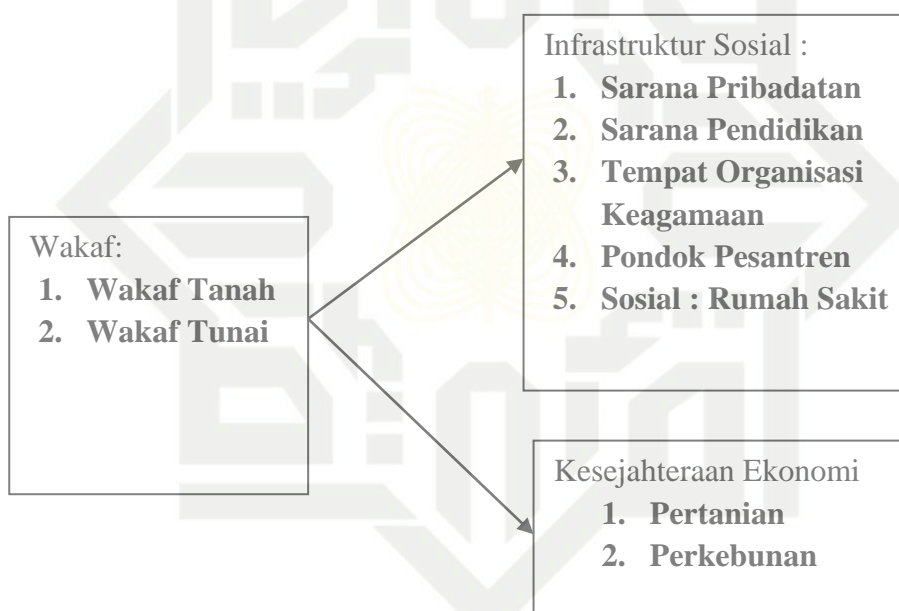 Infrastruktur Sosial :
1. Sarana Pribadatan
2. Sarana Pendidikan
3. Tempat Organisasi
Keagamaan
4. Pondok Pesantren
5. Sosial : Rumah Sakit
Wakaf:
1. Wakaf Tanah
2. Wakaf Tunai
Kesejahteraan Ekonomi
1. Pertanian
2. Perkebunan